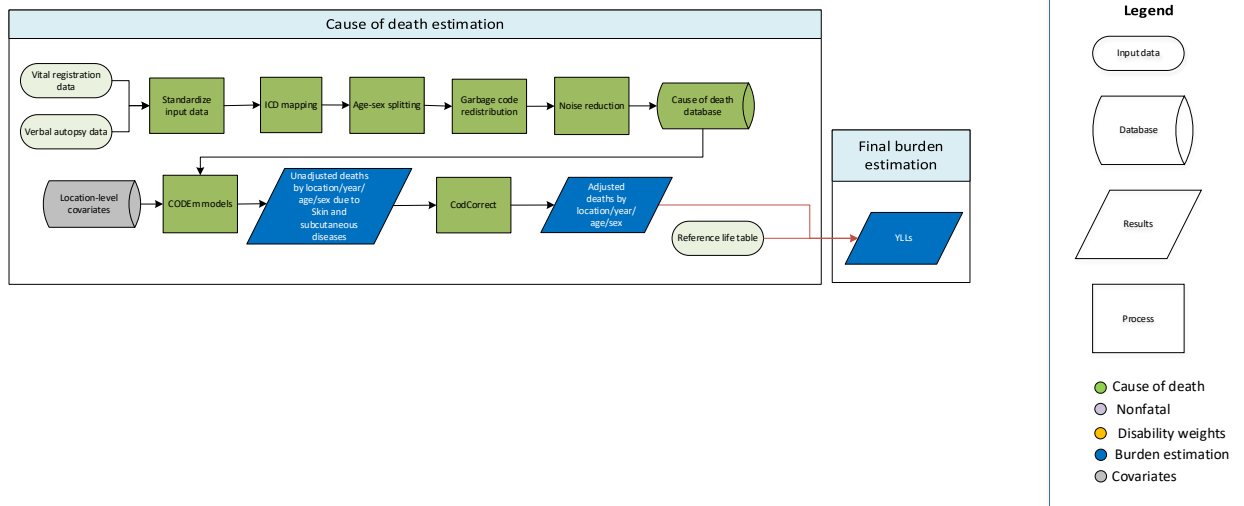 Cause of death estimation
Vital registration
data
Verbal autopsy data
Standardize
input data
ICD mapping
Age-sex splitting
Garbage code
redistribution
Noise reduction
Cause of death
database
Location-level
covariates
CODEm models
Unadjusted deaths
by location/year/
age/sex due to
Skin and
subcutaneous
diseases
CodCorrect
Adjusted
deaths by
location/year/
age/sex
Reference life table
Final burden
estimation
YLLs
Legend
Input data
Database
Results
Process
Cause of death
Nonfatal
Disability weights
Burden estimation
Covariates